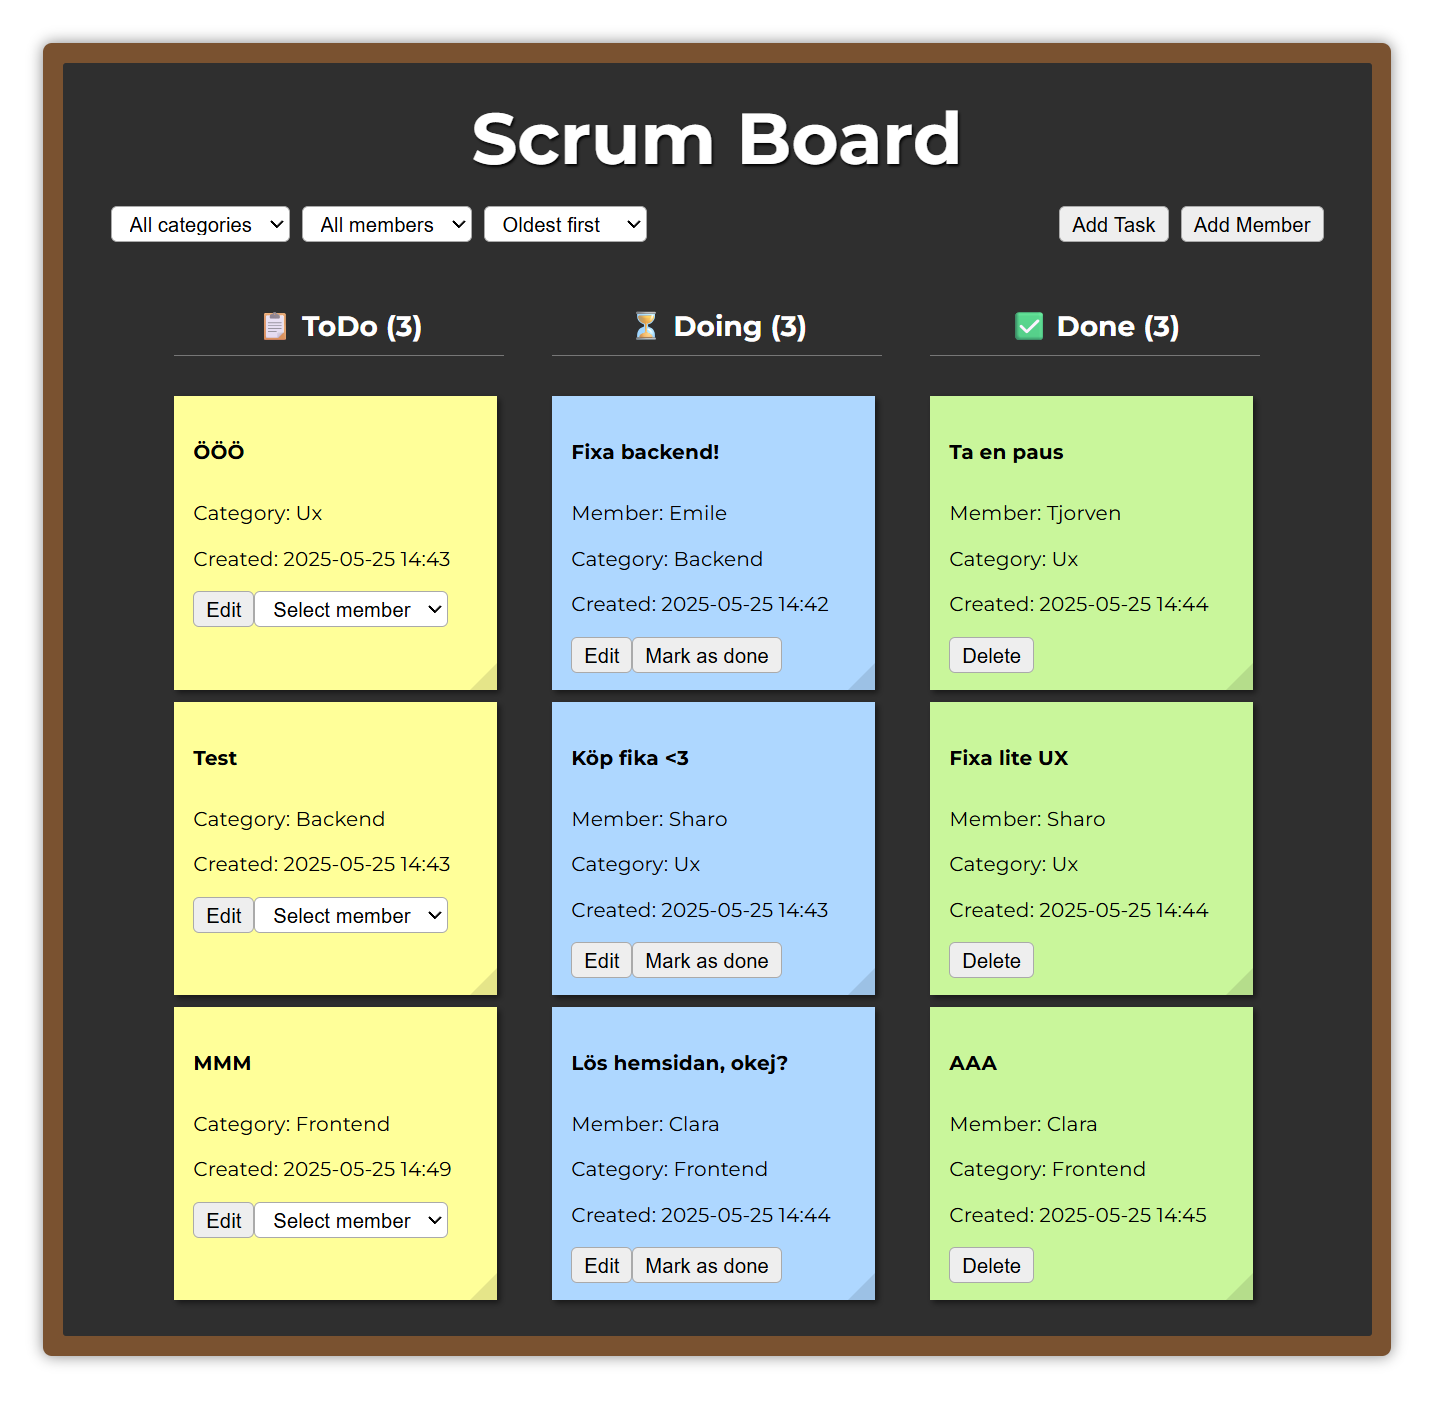 Scrum Board
All categories All members Oldest first Add Task Add Member
ToDo (3)
ÖÖÖ
Category: Ux
Created: 2025-05-25 14:43
Edit Select member
Test
Category: Backend
Created: 2025-05-25 14:43
Edit Select member
MMM
Category: Frontend
Created: 2025-05-25 14:49
Edit Select member
Doing (3)
Fixa backend!
Member: Emile
Category: Backend
Created: 2025-05-25 14:42
Edit Mark as done
Köp fika <3
Member: Sharo
Category: Ux
Created: 2025-05-25 14:43
Edit Mark as done
Lös hemsidan, okej?
Member: Clara
Category: Frontend
Created: 2025-05-25 14:44
Edit Mark as done
Done (3)
Ta en paus
Member: Tjorven
Category: Ux
Created: 2025-05-25 14:44
Delete
Fixa lite UX
Member: Sharo
Category: Ux
Created: 2025-05-25 14:44
Delete
AAA
Member: Clara
Category: Frontend
Created: 2025-05-25 14:45
Delete